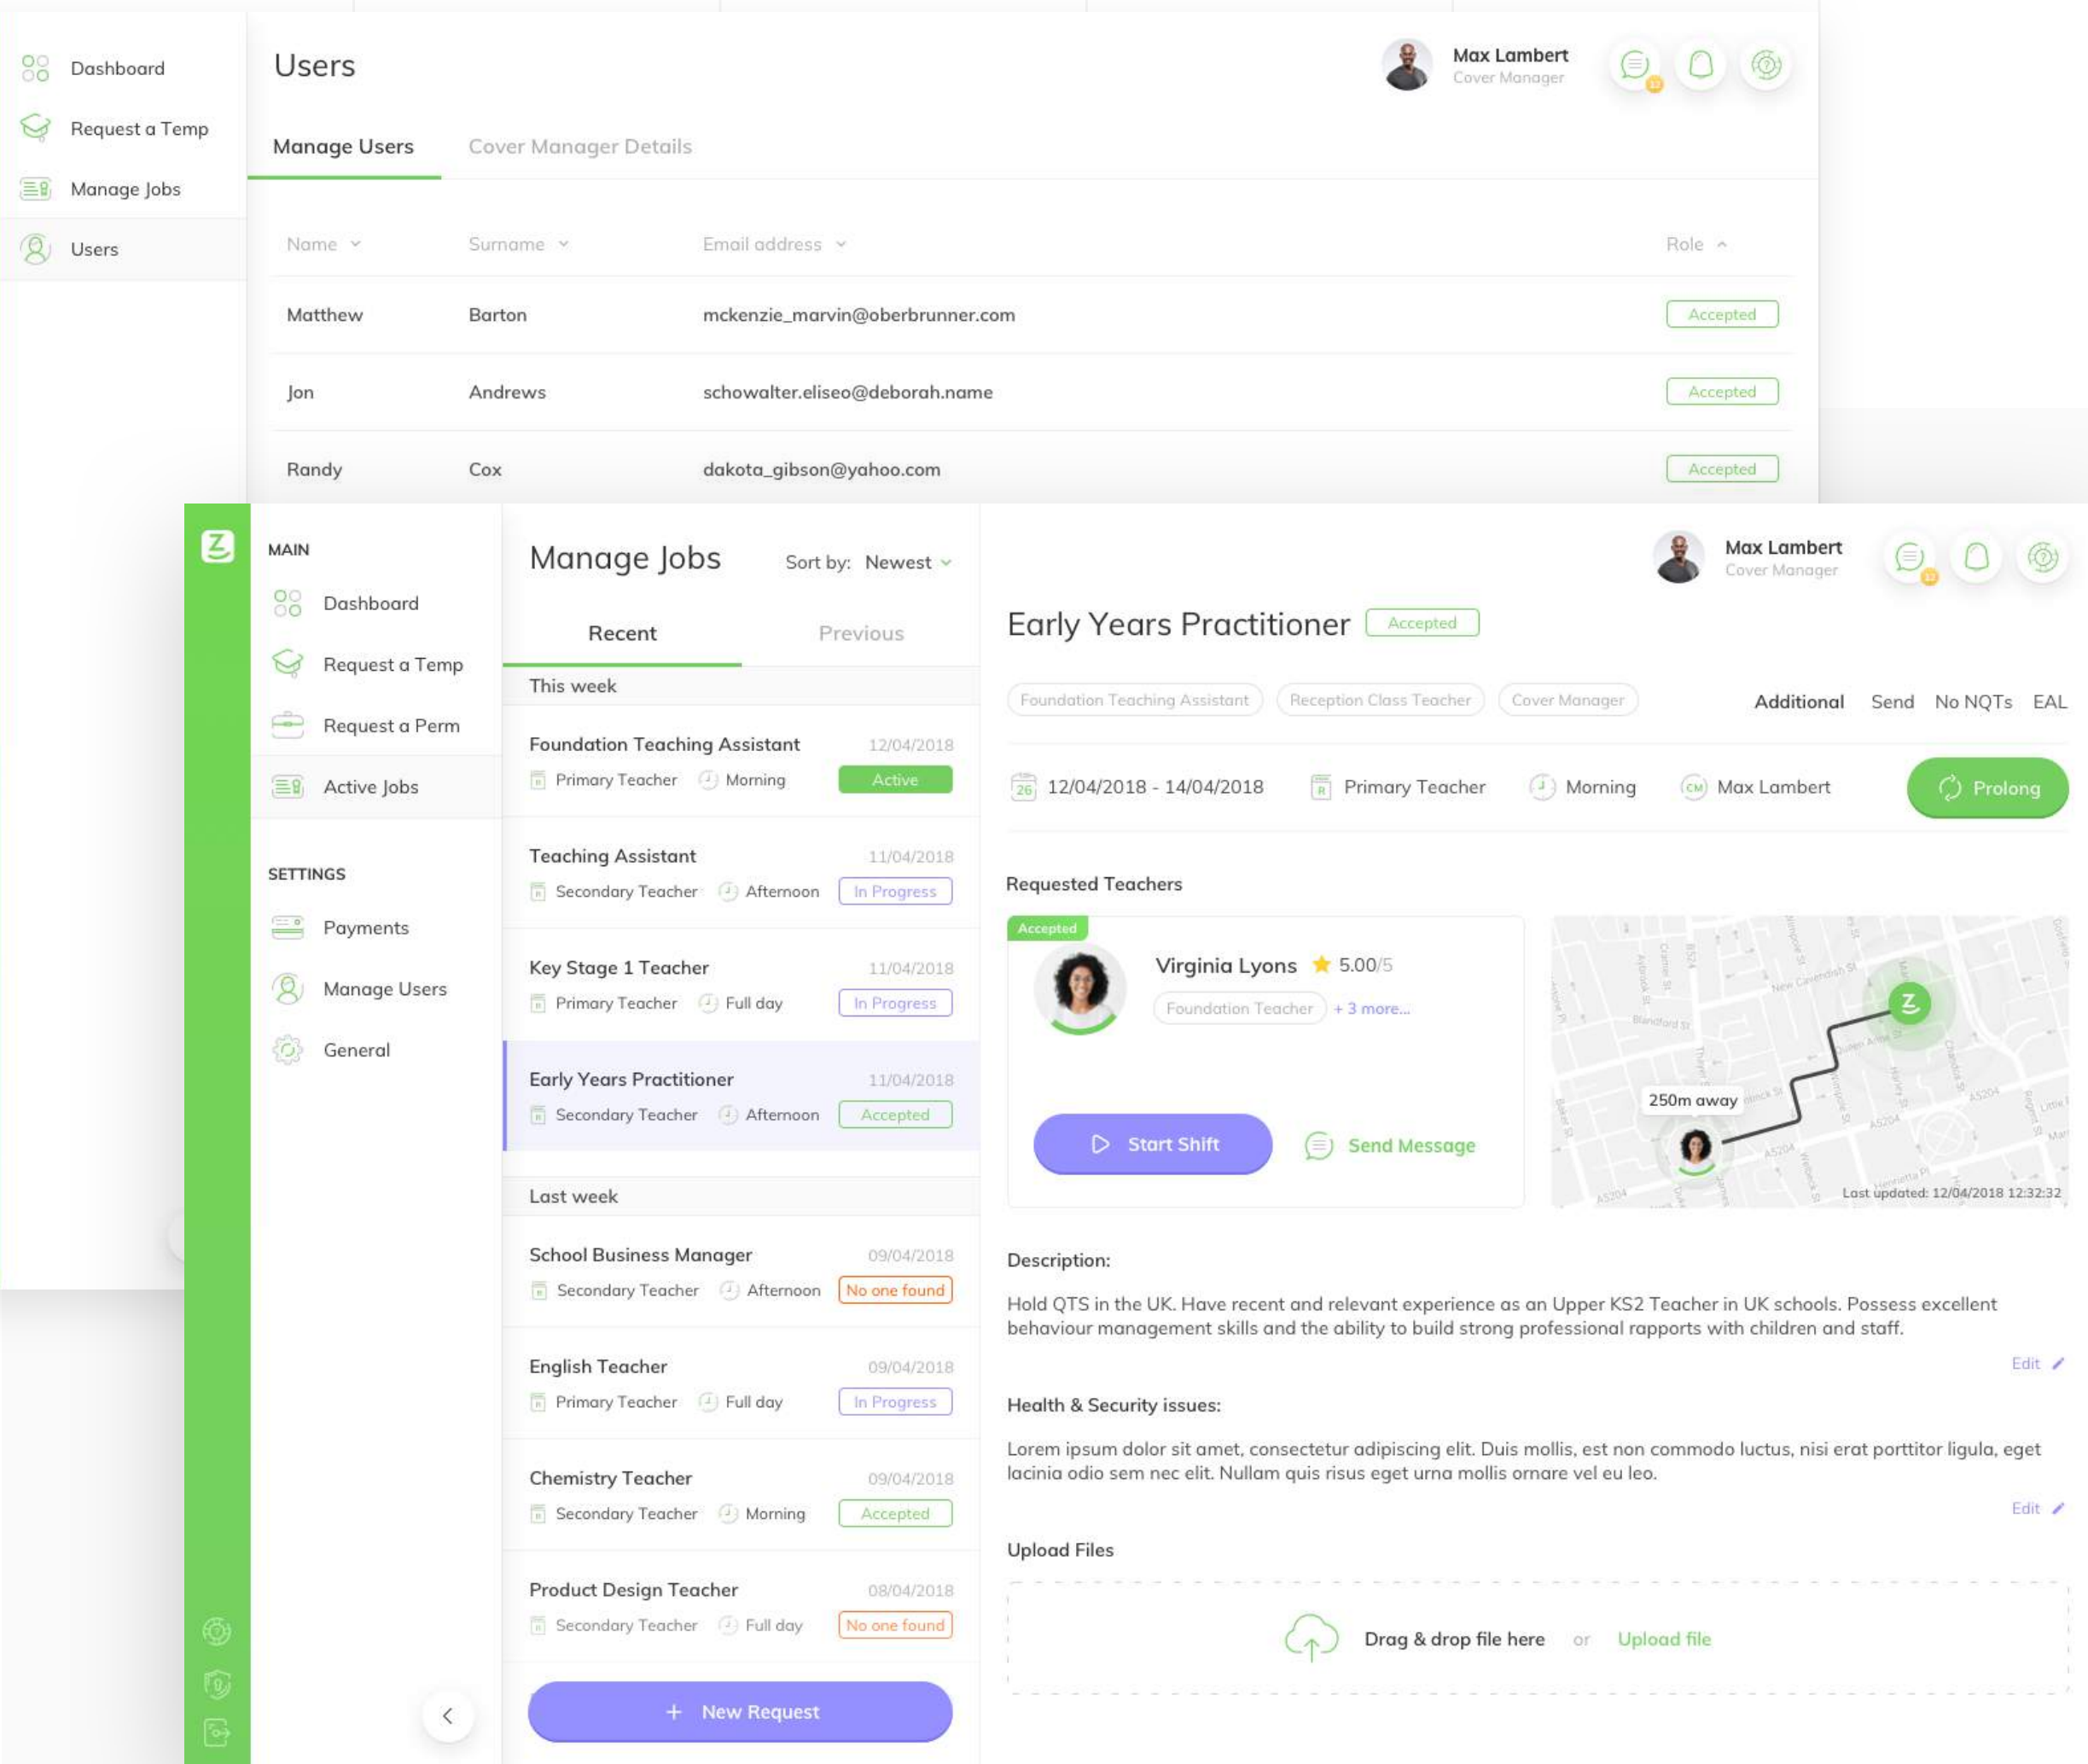 Dashboard
Request a Temp
Manage Jobs
Users
Users
Max Lambert
Cover Manager
Manage Users
Cover Manager Details
Name
Surname
Email address
Role
Matthew
Barton
mckenzie_marvin@oberbrunner.com
Accepted
Jon
Andrews
schowalter.eliseo@deborah.name
Accepted
Randy
Cox
dakota_gibson@yahoo.com
Accepted
Z
MAIN
Dashboard
Request a Temp
Request a Perm
Active Jobs
SETTINGS
Payments
Manage Users
General
Manage Jobs
Sort by: Newest
Recent
Previous
This week
Foundation Teaching Assistant
12/04/2018
Primary Teacher
Morning
Active
Teaching Assistant
11/04/2018
Secondary Teacher
Afternoon
In Progress
Key Stage 1 Teacher
11/04/2018
Primary Teacher
Full day
In Progress
Early Years Practitioner
11/04/2018
Secondary Teacher
Afternoon
Accepted
Last week
School Business Manager
09/04/2018
Secondary Teacher
Afternoon
No one found
English Teacher
09/04/2018
Primary Teacher
Full day
In Progress
Chemistry Teacher
09/04/2018
Secondary Teacher
Morning
Accepted
Product Design Teacher
08/04/2018
Secondary Teacher
Full day
No one found
+ New Request
Max Lambert
Cover Manager
Early Years Practitioner
Accepted
Foundation Teaching Assistant
Reception Class Teacher
Cover Manager
Additional
Send
No NQTs
EAL
26
12/04/2018 - 14/04/2018
R
Primary Teacher
Morning
CM
Max Lambert
Prolong
Requested Teachers
Accepted
Virginia Lyons
5.00/5
Foundation Teacher
+ 3 more...
Start Shift
Send Message
New Cavendish St
Blandford St
Z
250m away
A5204
A5204
A5204
A5204
Last updated: 12/04/2018 12:32:32
Description:
Hold QTS in the UK. Have recent and relevant experience as an Upper KS2 Teacher in UK schools. Possess excellent
behaviour management skills and the ability to build strong professional rapports with children and staff.
Edit
Health & Security issues:
Lorem ipsum dolor sit amet, consectetur adipiscing elit. Duis mollis, est non commodo luctus, nisi erat porttitor ligula, eget
lacinia odio sem nec elit. Nullam quis risus eget urna mollis ornare vel eu leo.
Edit
Upload Files
Drag & drop file here
or
Upload file